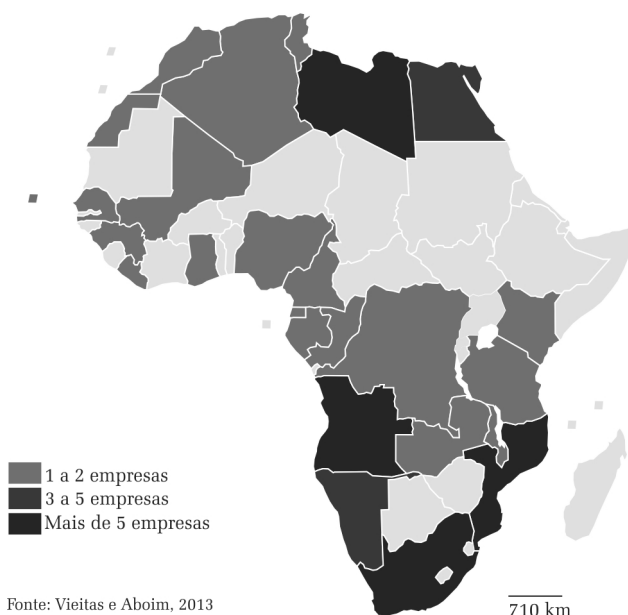 1 a 2 empresas
3 a 5 empresas
Mais de 5 empresas
Fonte: Vieitas e Aboim, 2013
710 km